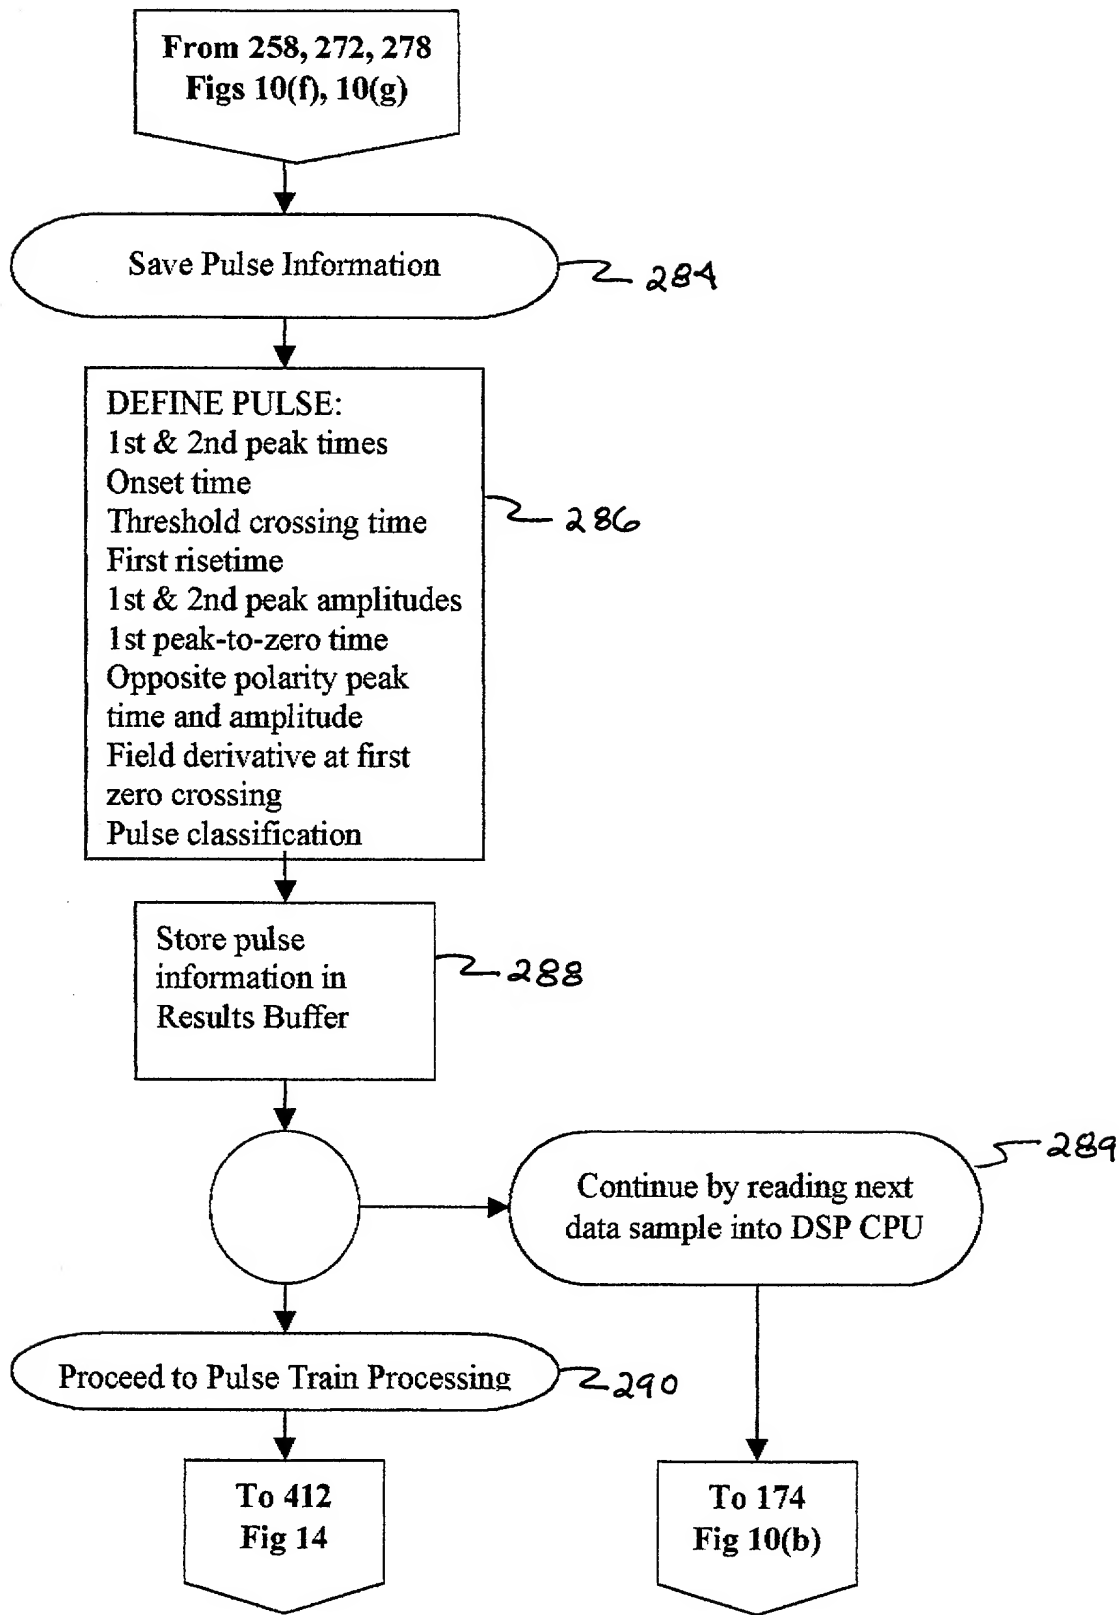 From 258, 272, 278
Figs 10(f), 10(g)
Save Pulse Information
284
DEFINE PULSE:
1st & 2nd peak times
Onset time
Threshold crossing time
First risetime
1st & 2nd peak amplitudes
1st peak-to-zero time
Opposite polarity peak
time and amplitude
Field derivative at first
zero crossing
Pulse classification
286
Store pulse
information in
Results Buffer
288
Continue by reading next
data sample into DSP CPU
289
Proceed to Pulse Train Processing
290
To 412
Fig 14
To 174
Fig 10(b)